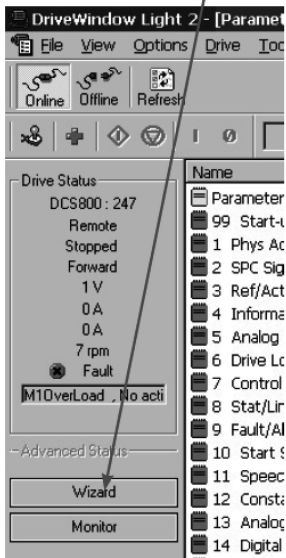 DriveWindow Light 2 - [Paramet
File View Options Drive Too
Online Offline Refresh
Drive Status
DCS800 : 247
Remote
Stopped
Forward
1 V
0 A
0 A
7 rpm
Fault
M1OverLoad , No acti
Advanced Status
Wizard
Monitor
Name
Parameter
99 Start-u
1 Phys Ac
2 SPC Sig
3 Ref/Act
4 Informa
5 Analog
6 Drive Lo
7 Control
8 Stat/Lin
9 Fault/Al
10 Start S
11 Speed
12 Consta
13 Analog
14 Digital